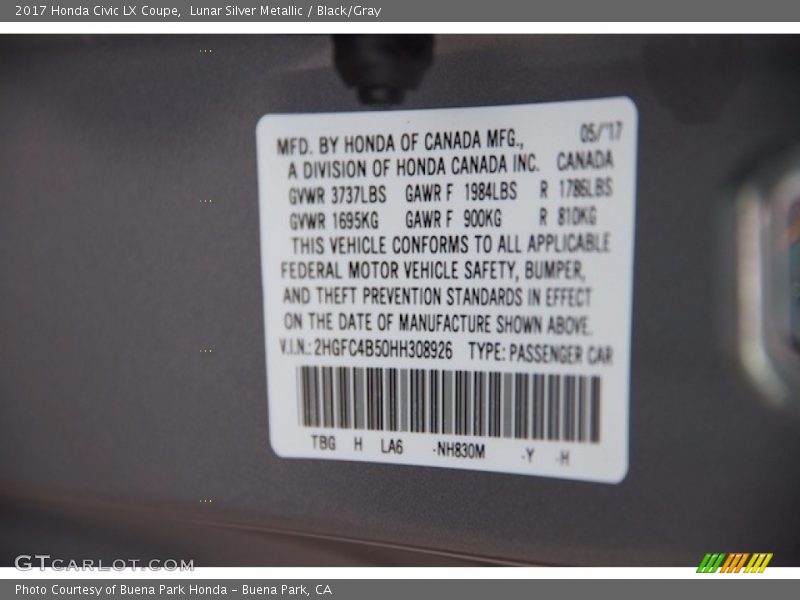 2017 Honda Civic LX Coupe,  Lunar Silver Metallic / Black/Gray
05/'17
MFD. BY HONDA OF CANADA MFG.,
A DIVISION OF HONDA CANADA INC. CANADA
GVWR 3737LBS GAWR F 1984LBS R 1786LBS
GVWR 1695KG GAWR F 900KG R 810KG
THIS VEHICLE CONFORMS TO ALL APPLICABLE
FEDERAL MOTOR VEHICLE SAFETY, BUMPER,
AND THEFT PREVENTION STANDARDS IN EFFECT
ON THE DATE OF MANUFACTURE SHOWN ABOVE.
V.I.N.: 2HGFC4B50HH308926 TYPE: PASSENGER CAR
TBG H LA6 -NH830M -Y -H
GTCARLOT.COM
Photo Courtesy of Buena Park Honda – Buena Park, CA